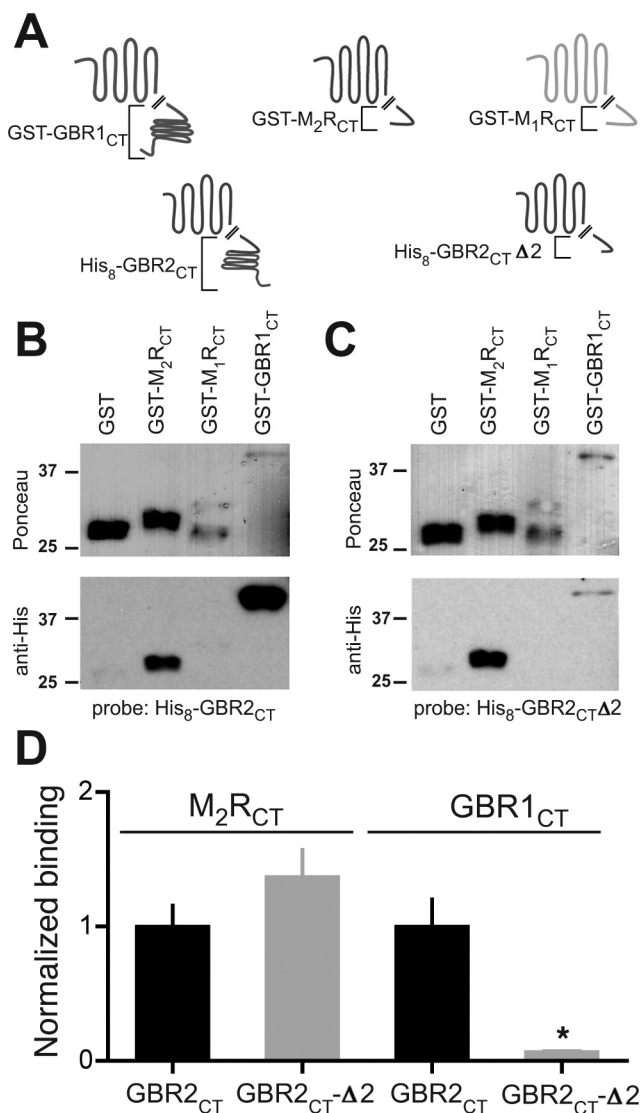 A
GST-GBR1CT
GST-M2RCT
GST-M1RCT
His8-GBR2CT
His8-GBR2CTΔ2
B
C
GST
GST-M2RCT
GST-M1RCT
GST-GBR1CT
GST
GST-M2RCT
GST-M1RCT
GST-GBR1CT
Ponceau
37
25
Ponceau
37
25
anti-His
37
25
anti-His
37
25
probe: His8-GBR2CT
probe: His8-GBR2CTΔ2
D
Normalized binding
2
1
0
M2RCT
GBR1CT
*
GBR2CT
GBR2CT-Δ2
GBR2CT
GBR2CT-Δ2